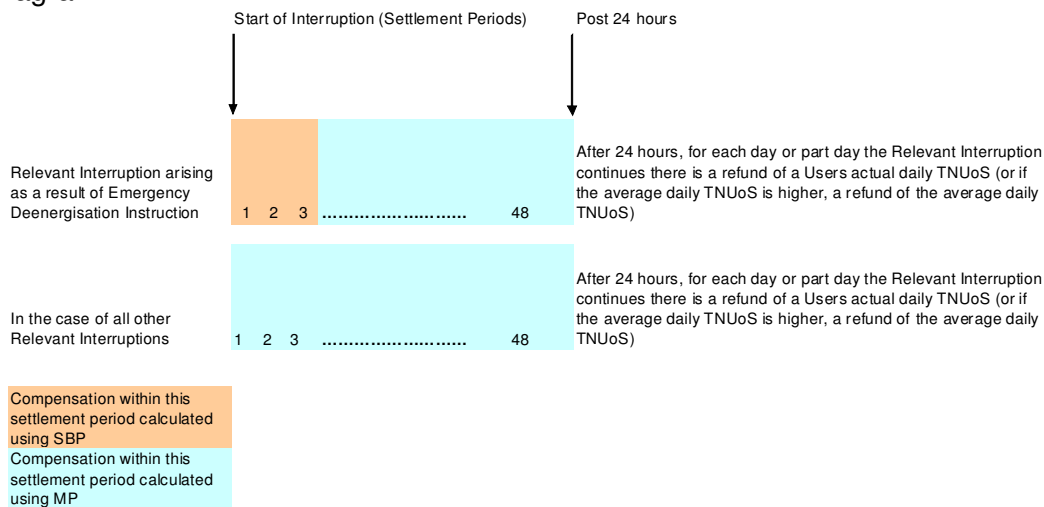 Start of Interruption (Settlement Periods)
Post 24 hours
Relevant Interruption arising
as a result of Emergency
Deenergisation Instruction
1 2 3 ............................ 48
After 24 hours, for each day or part day the Relevant Interruption
continues there is a refund of a Users actual daily TNUoS (or if
the average daily TNUoS is higher, a refund of the average daily
TNUoS)
In the case of all other
Relevant Interruptions
1 2 3 ............................ 48
After 24 hours, for each day or part day the Relevant Interruption
continues there is a refund of a Users actual daily TNUoS (or if
the average daily TNUoS is higher, a refund of the average daily
TNUoS)
Compensation within this
settlement period calculated
using SBP
Compensation within this
settlement period calculated
using MP